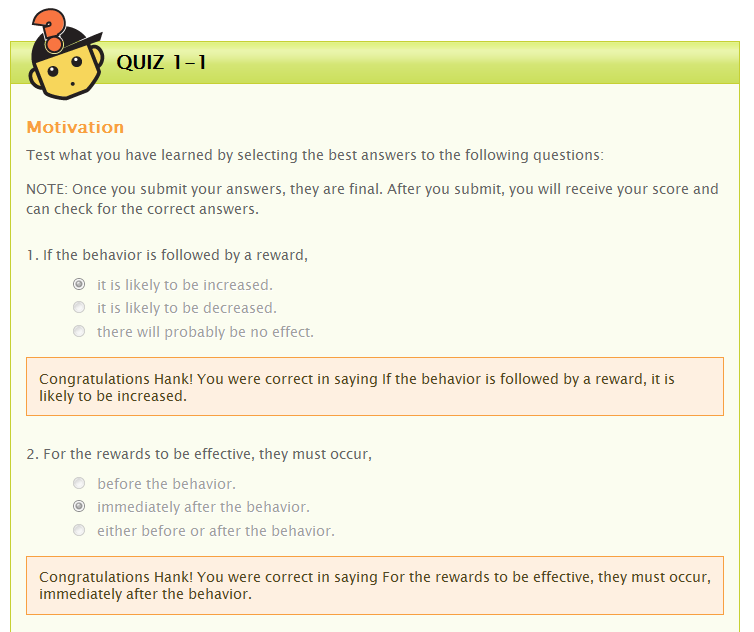 QUIZ 1-1
Motivation
Test what you have learned by selecting the best answers to the following questions:
NOTE: Once you submit your answers, they are final. After you submit, you will receive your score and
can check for the correct answers.
1. If the behavior is followed by a reward,
it is likely to be increased.
it is likely to be decreased.
there will probably be no effect.
Congratulations Hank! You were correct in saying If the behavior is followed by a reward, it is
likely to be increased.
2. For the rewards to be effective, they must occur,
before the behavior.
immediately after the behavior.
either before or after the behavior.
Congratulations Hank! You were correct in saying For the rewards to be effective, they must occur,
immediately after the behavior.